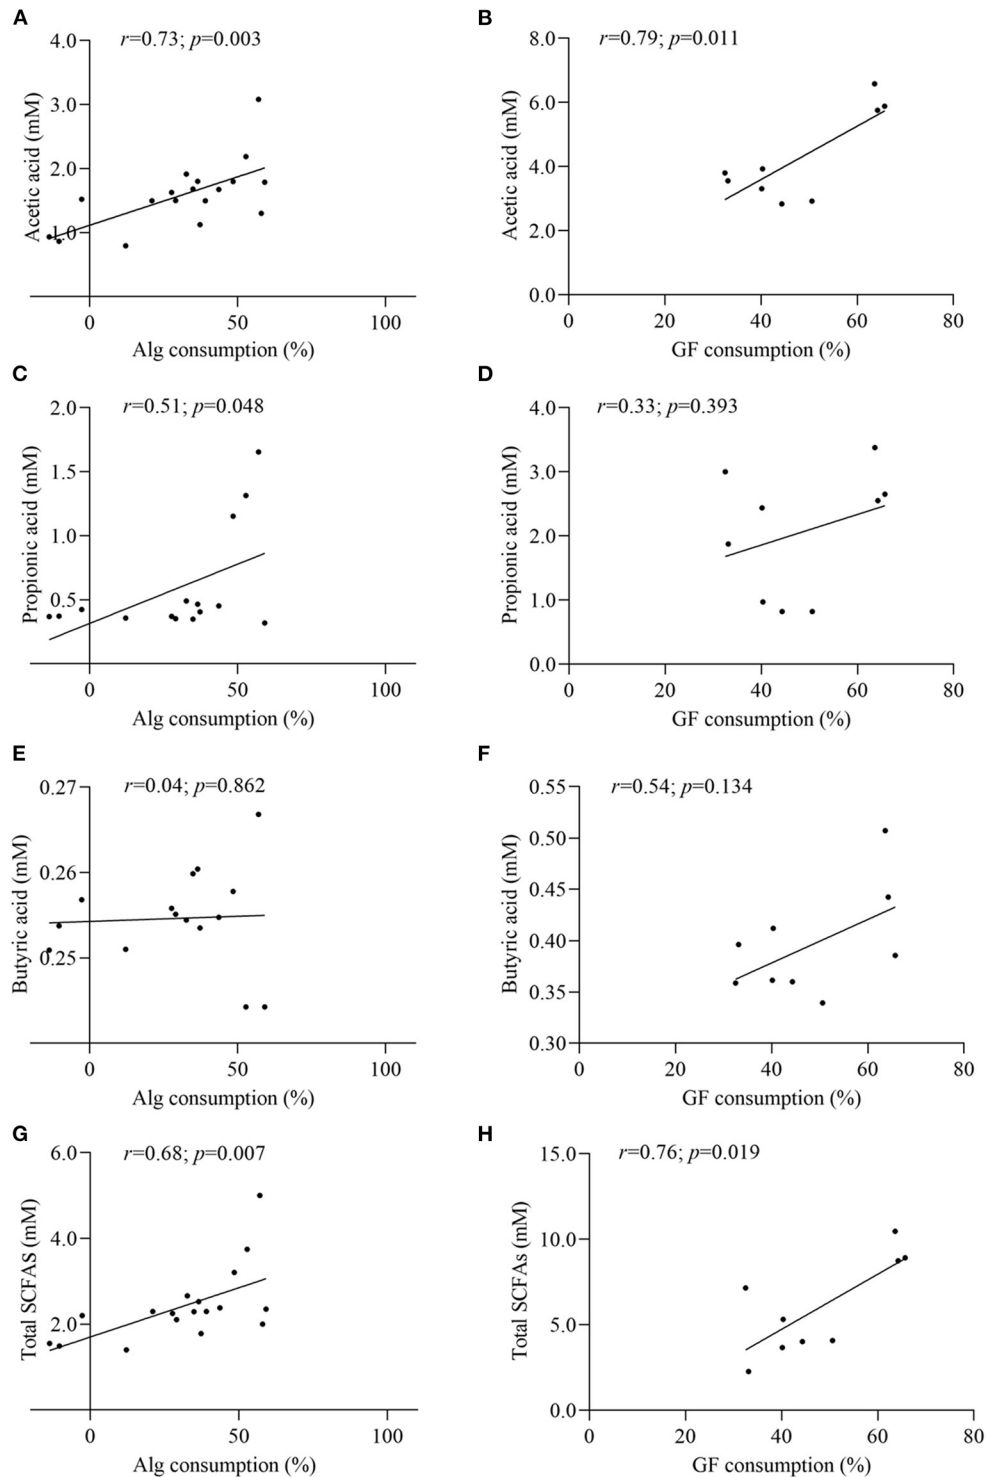 A
r=0.73; p=0.003
4.0
3.0
2.0
1.0
Acetic acid (mM)
0 50 100
Alg consumption (%)
B
r=0.79; p=0.011
8.0
6.0
4.0
2.0
0.0
Acetic acid (mM)
0 20 40 60 80
GF consumption (%)
C
r=0.51; p=0.048
2.0
1.5
1.0
0.5
Propionic acid (mM)
0 50 100
Alg consumption (%)
D
r=0.33; p=0.393
4.0
3.0
2.0
1.0
0.0
Propionic acid (mM)
0 20 40 60 80
GF consumption (%)
E
r=0.04; p=0.862
0.27
0.26
0.25
Butyric acid (mM)
0 50 100
Alg consumption (%)
F
r=0.54; p=0.134
0.55
0.50
0.45
0.40
0.35
0.30
Butyric acid (mM)
0 20 40 60 80
GF consumption (%)
G
r=0.68; p=0.007
6.0
4.0
2.0
Total SCFAS (mM)
0 50 100
Alg consumption (%)
H
r=0.76; p=0.019
15.0
10.0
5.0
0.0
Total SCFAs (mM)
0 20 40 60 80
GF consumption (%)